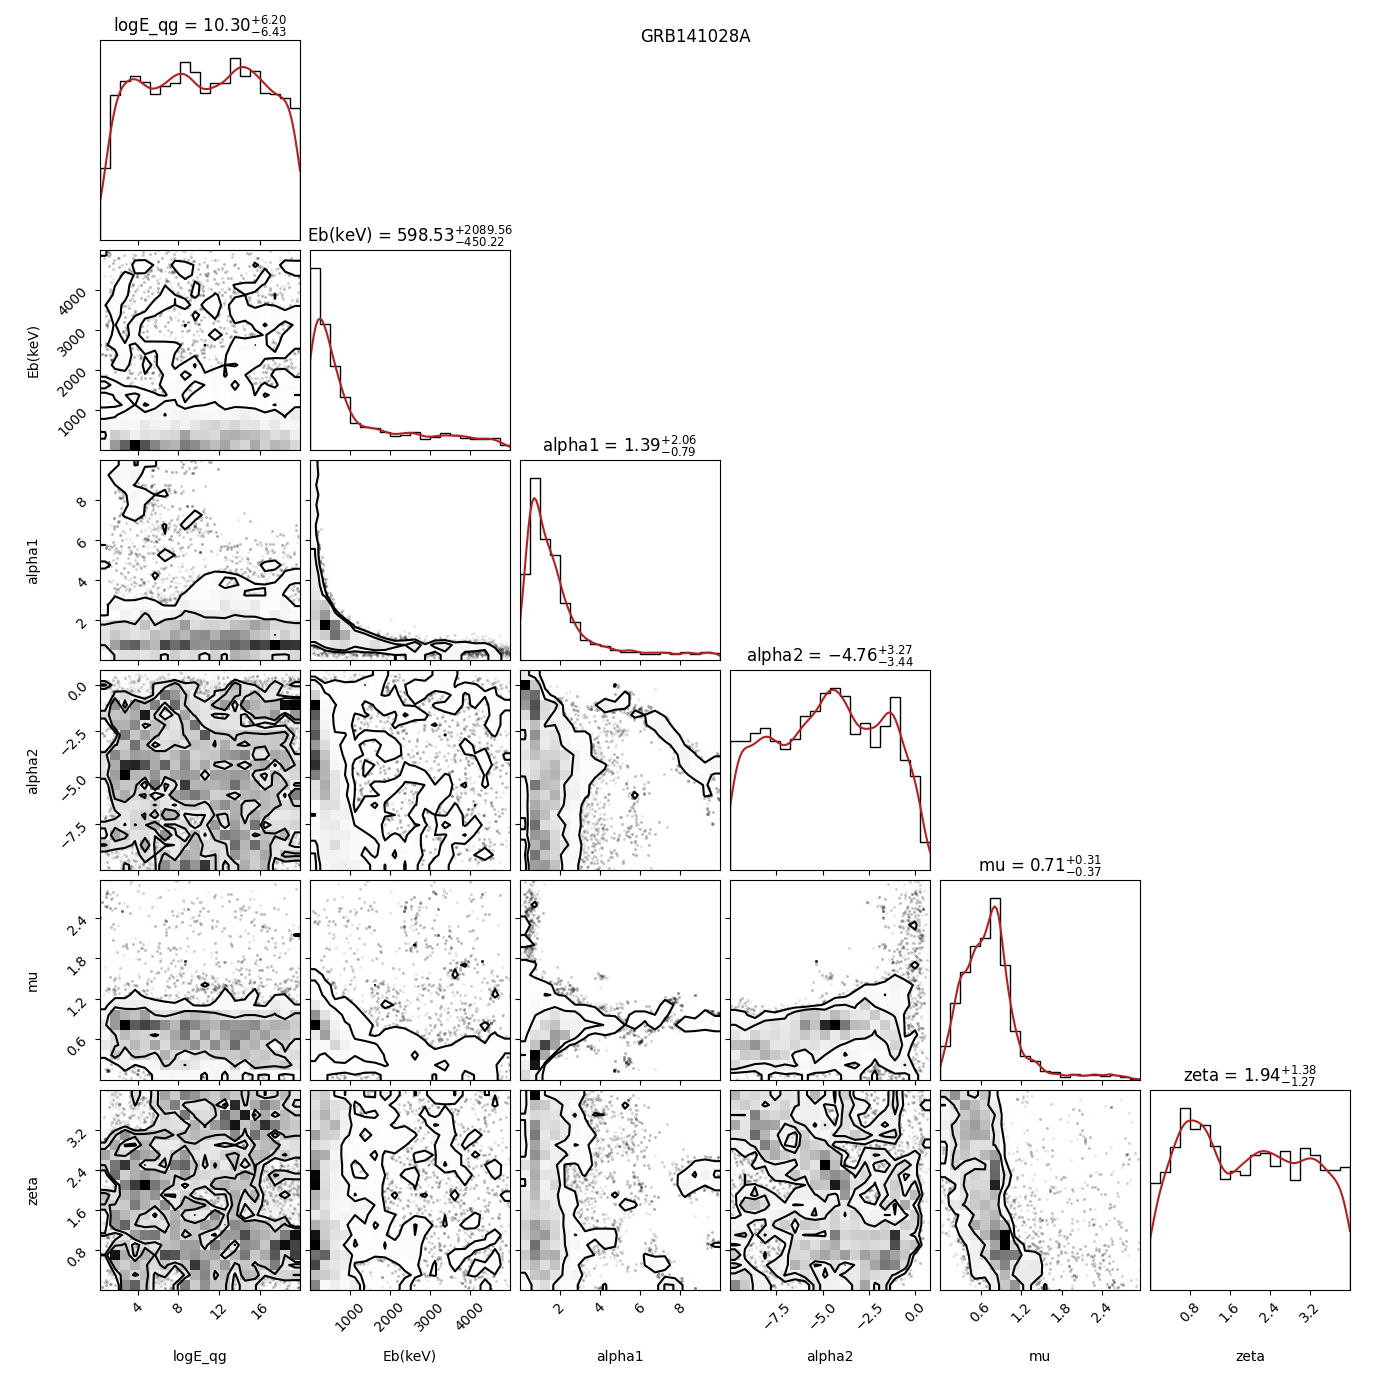 logE_qg = 10.30+6.20−6.43
GRB141028A
Eb(keV) = 598.53+2089.56−450.22
Eb(keV)
4000
3000
2000
1000
alpha1 = 1.39+2.06−0.79
alpha1
8
6
4
2
alpha2 = −4.76+3.27−3.44
alpha2
0.0
−2.5
−5.0
−7.5
mu = 0.71+0.31−0.37
mu
2.4
1.8
1.2
0.6
zeta = 1.94+1.38−1.27
zeta
3.2
2.4
1.6
0.8
4 8 12 16 1000 2000 3000 4000 2 4 6 8 −7.5 −5.0 −2.5 0.0 0.6 1.2 1.8 2.4 0.8 1.6 2.4 3.2
logE_qg Eb(keV) alpha1 alpha2 mu zeta